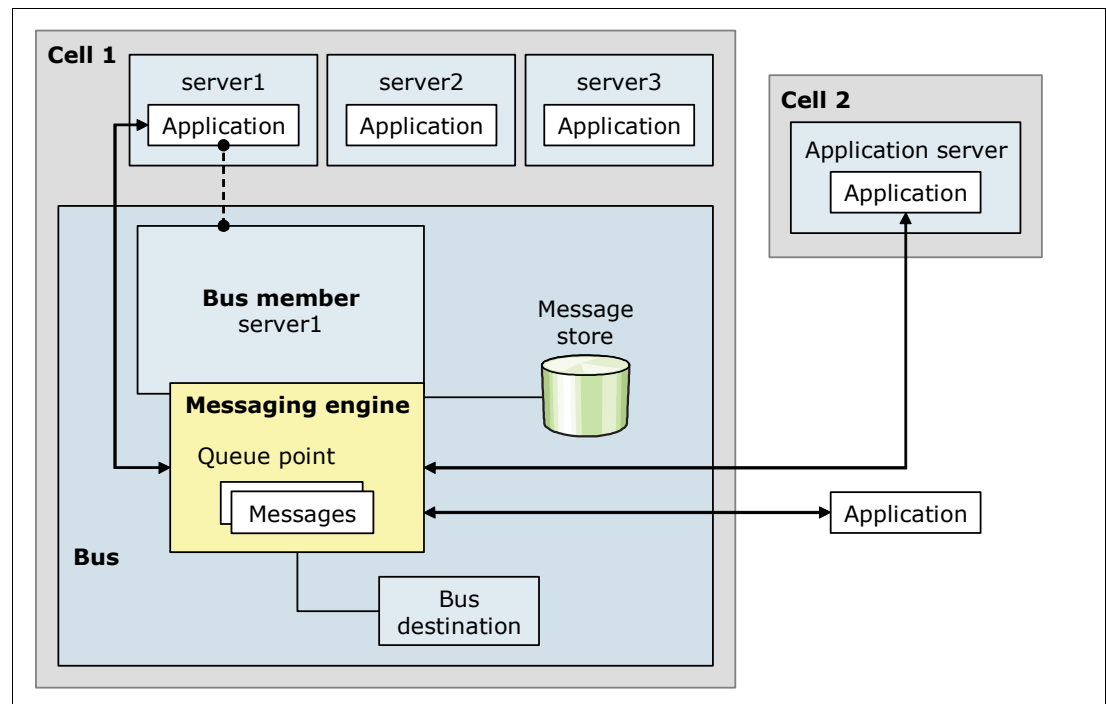 Cell 1
server1
Application
server2
Application
server3
Application
Cell 2
Application server
Application
Bus member
server1
Message
store
Messaging engine
Queue point
Messages
Application
Bus
Bus
destination